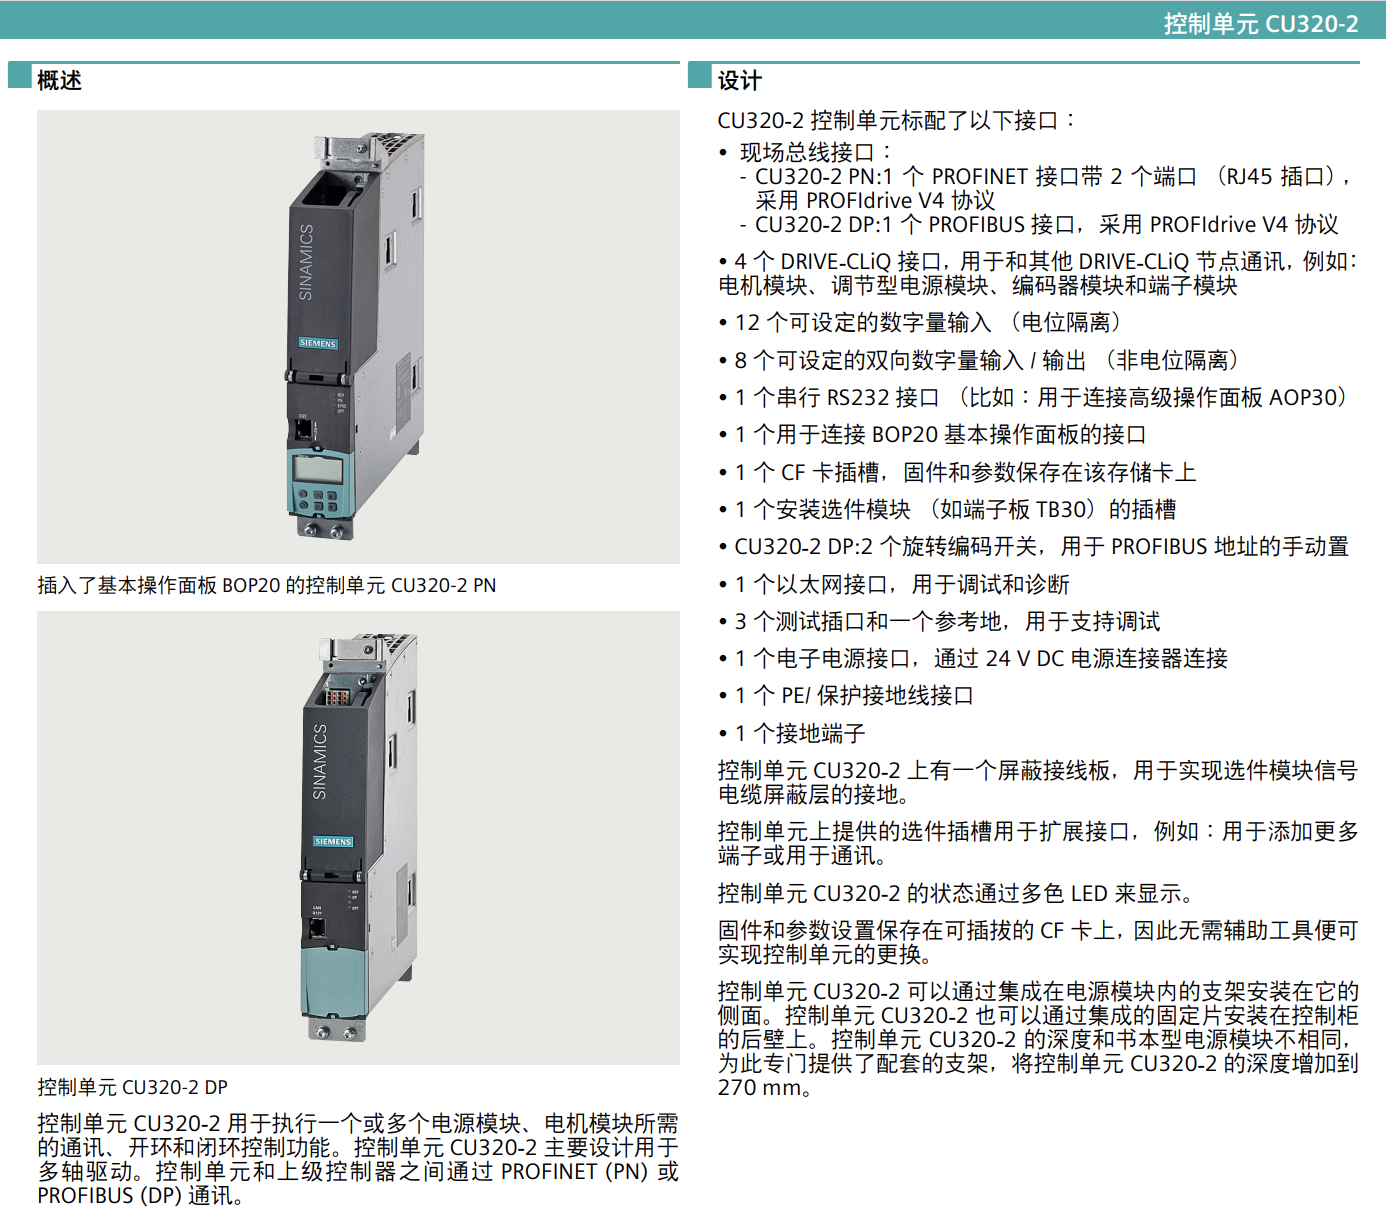 控制单元 CU320-2
概述
SINAMICS
SIEMENS
RDY
PN
SYNC
OPT
X127
LAN
插入了基本操作面板 BOP20 的控制单元 CU320-2 PN
SINAMICS
SIEMENS
RDY
DP
OPT
LAN
X127
控制单元 CU320-2 DP
控制单元 CU320-2 用于执行一个或多个电源模块、电机模块所需
的通讯、开环和闭环控制功能。控制单元 CU320-2 主要设计用于
多轴驱动。控制单元和上级控制器之间通过 PROFINET (PN) 或
PROFIBUS (DP) 通讯。
设计
CU320-2 控制单元标配了以下接口：
• 现场总线接口：
- CU320-2 PN:1 个 PROFINET 接口带 2 个端口 （RJ45 插口），
采用 PROFIdrive V4 协议
- CU320-2 DP:1 个 PROFIBUS 接口，采用 PROFIdrive V4 协议
• 4 个 DRIVE-CLiQ 接口，用于和其他 DRIVE-CLiQ 节点通讯，例如：
电机模块、调节型电源模块、编码器模块和端子模块
• 12 个可设定的数字量输入 （电位隔离）
• 8 个可设定的双向数字量输入 / 输出 （非电位隔离）
• 1 个串行 RS232 接口 （比如：用于连接高级操作面板 AOP30）
• 1 个用于连接 BOP20 基本操作面板的接口
• 1 个 CF 卡插槽，固件和参数保存在该存储卡上
• 1 个安装选件模块 （如端子板 TB30）的插槽
• CU320-2 DP:2 个旋转编码开关，用于 PROFIBUS 地址的手动置
• 1 个以太网接口，用于调试和诊断
• 3 个测试插口和一个参考地，用于支持调试
• 1 个电子电源接口，通过 24 V DC 电源连接器连接
• 1 个 PE/ 保护接地线接口
• 1 个接地端子
控制单元 CU320-2 上有一个屏蔽接线板，用于实现选件模块信号
电缆屏蔽层的接地。
控制单元上提供的选件插槽用于扩展接口，例如：用于添加更多
端子或用于通讯。
控制单元 CU320-2 的状态通过多色 LED 来显示。
固件和参数设置保存在可插拔的 CF 卡上，因此无需辅助工具便可
实现控制单元的更换。
控制单元 CU320-2 可以通过集成在电源模块内的支架安装在它的
侧面。控制单元 CU320-2 也可以通过集成的固定片安装在控制柜
的后壁上。控制单元 CU320-2 的深度和书本型电源模块不相同，
为此专门提供了配套的支架，将控制单元 CU320-2 的深度增加到
270 mm。